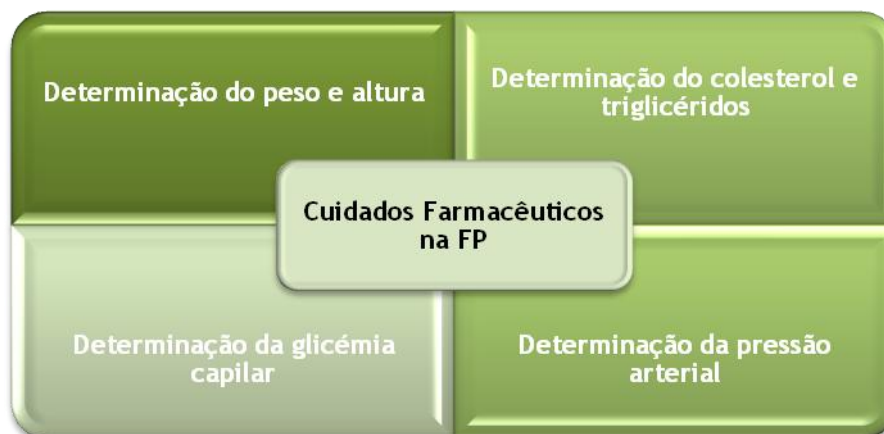 Determinação do peso e altura
Determinação do colesterol e
triglicéridos
Cuidados Farmacêuticos
na FP
Determinação da glicémia
capilar
Determinação da pressão
arterial